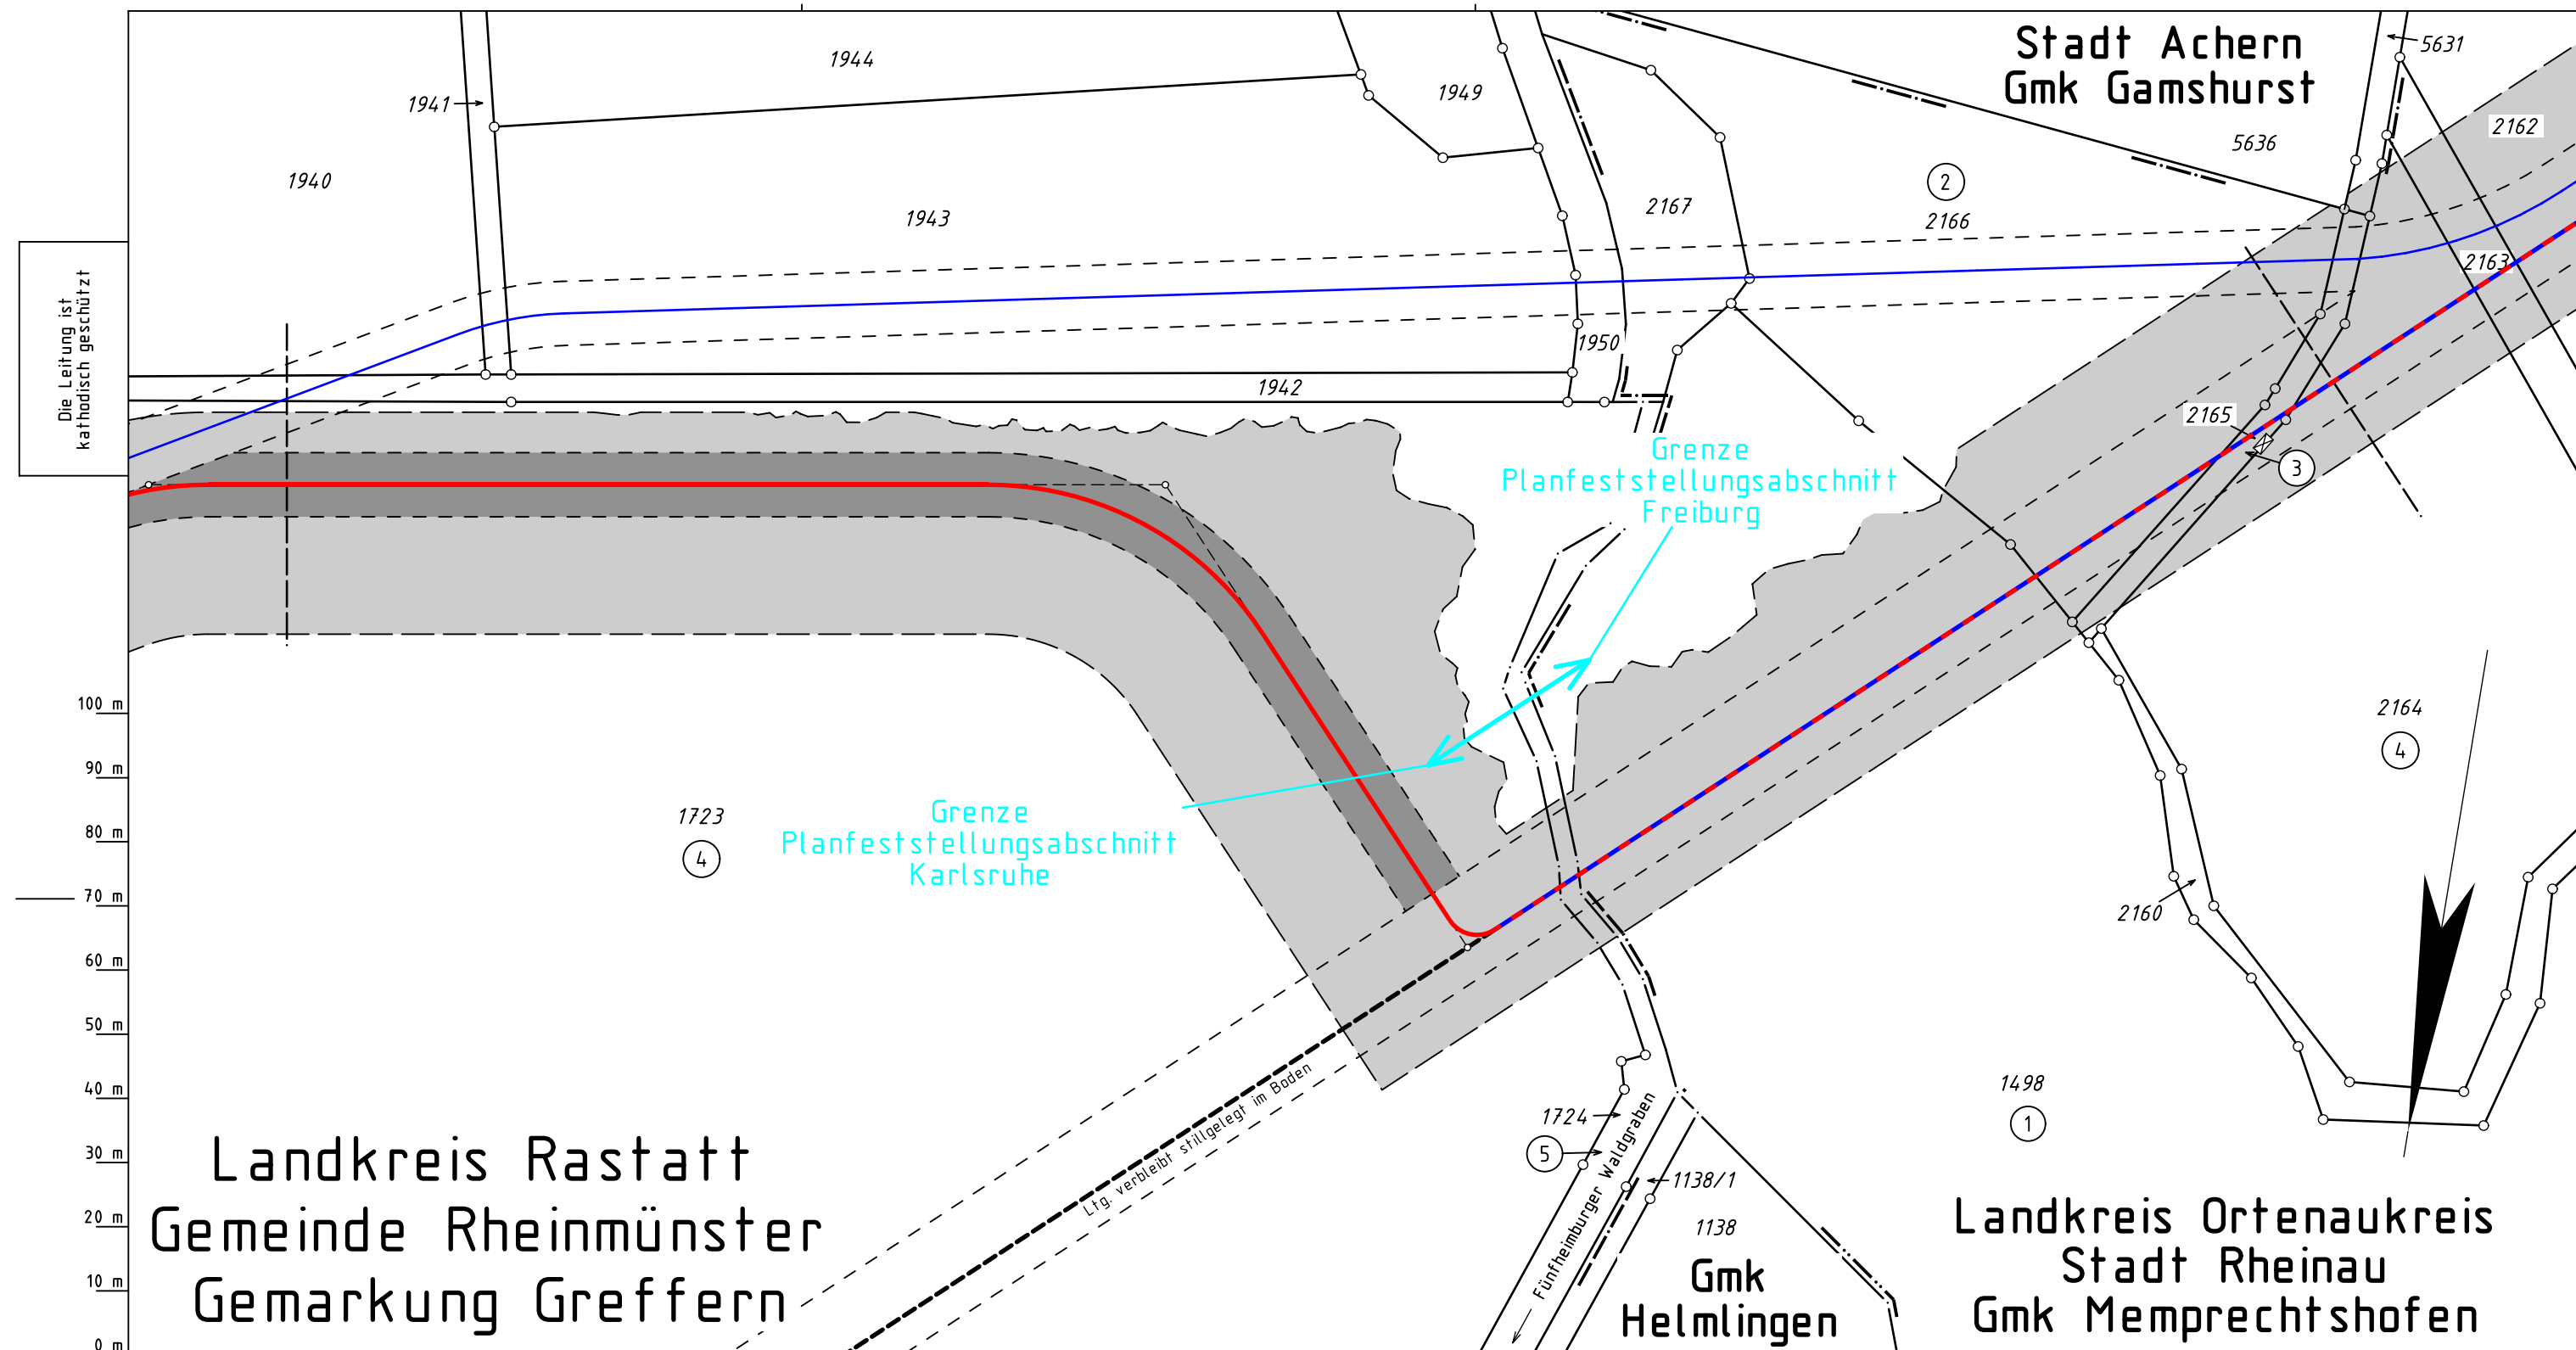 Stadt Achern
Gmk Gamshurst
5631
1944
1941
1949
2162
5636
1940
2
1943
2167
2166
2163
Die Leitung ist
kathodisch geschützt
1950
1942
2165
3
Grenze
Planfeststellungsabschnitt
Freiburg
100 m
90 m
80 m
70 m
60 m
50 m
40 m
30 m
20 m
10 m
0 m
2164
4
1723
4
Grenze
Planfeststellungsabschnitt
Karlsruhe
2160
Ltg. verbleibt stillgelegt im Boden
1498
1
1724
5
Fünfheimburger Waldgraben
1138/1
1138
Landkreis Rastatt
Gemeinde Rheinmünster
Gemarkung Greffern
Gmk
Helmlingen
Landkreis Ortenaukreis
Stadt Rheinau
Gmk Memprechtshofen